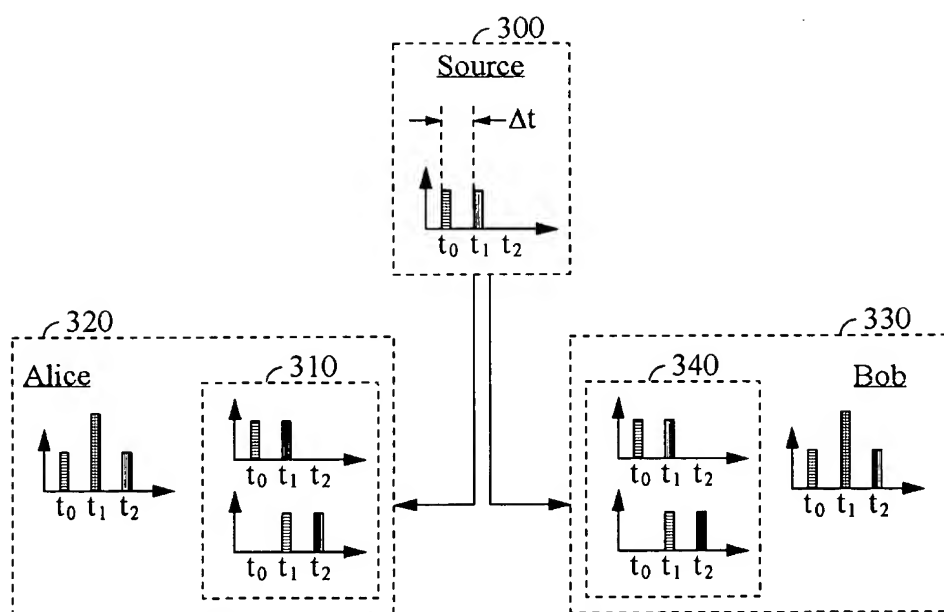 300
Source
Δt
t₀ t₁ t₂
320
Alice
t₀ t₁ t₂
310
t₀ t₁ t₂
t₀ t₁ t₂
330
340
Bob
t₀ t₁ t₂
t₀ t₁ t₂
t₀ t₁ t₂